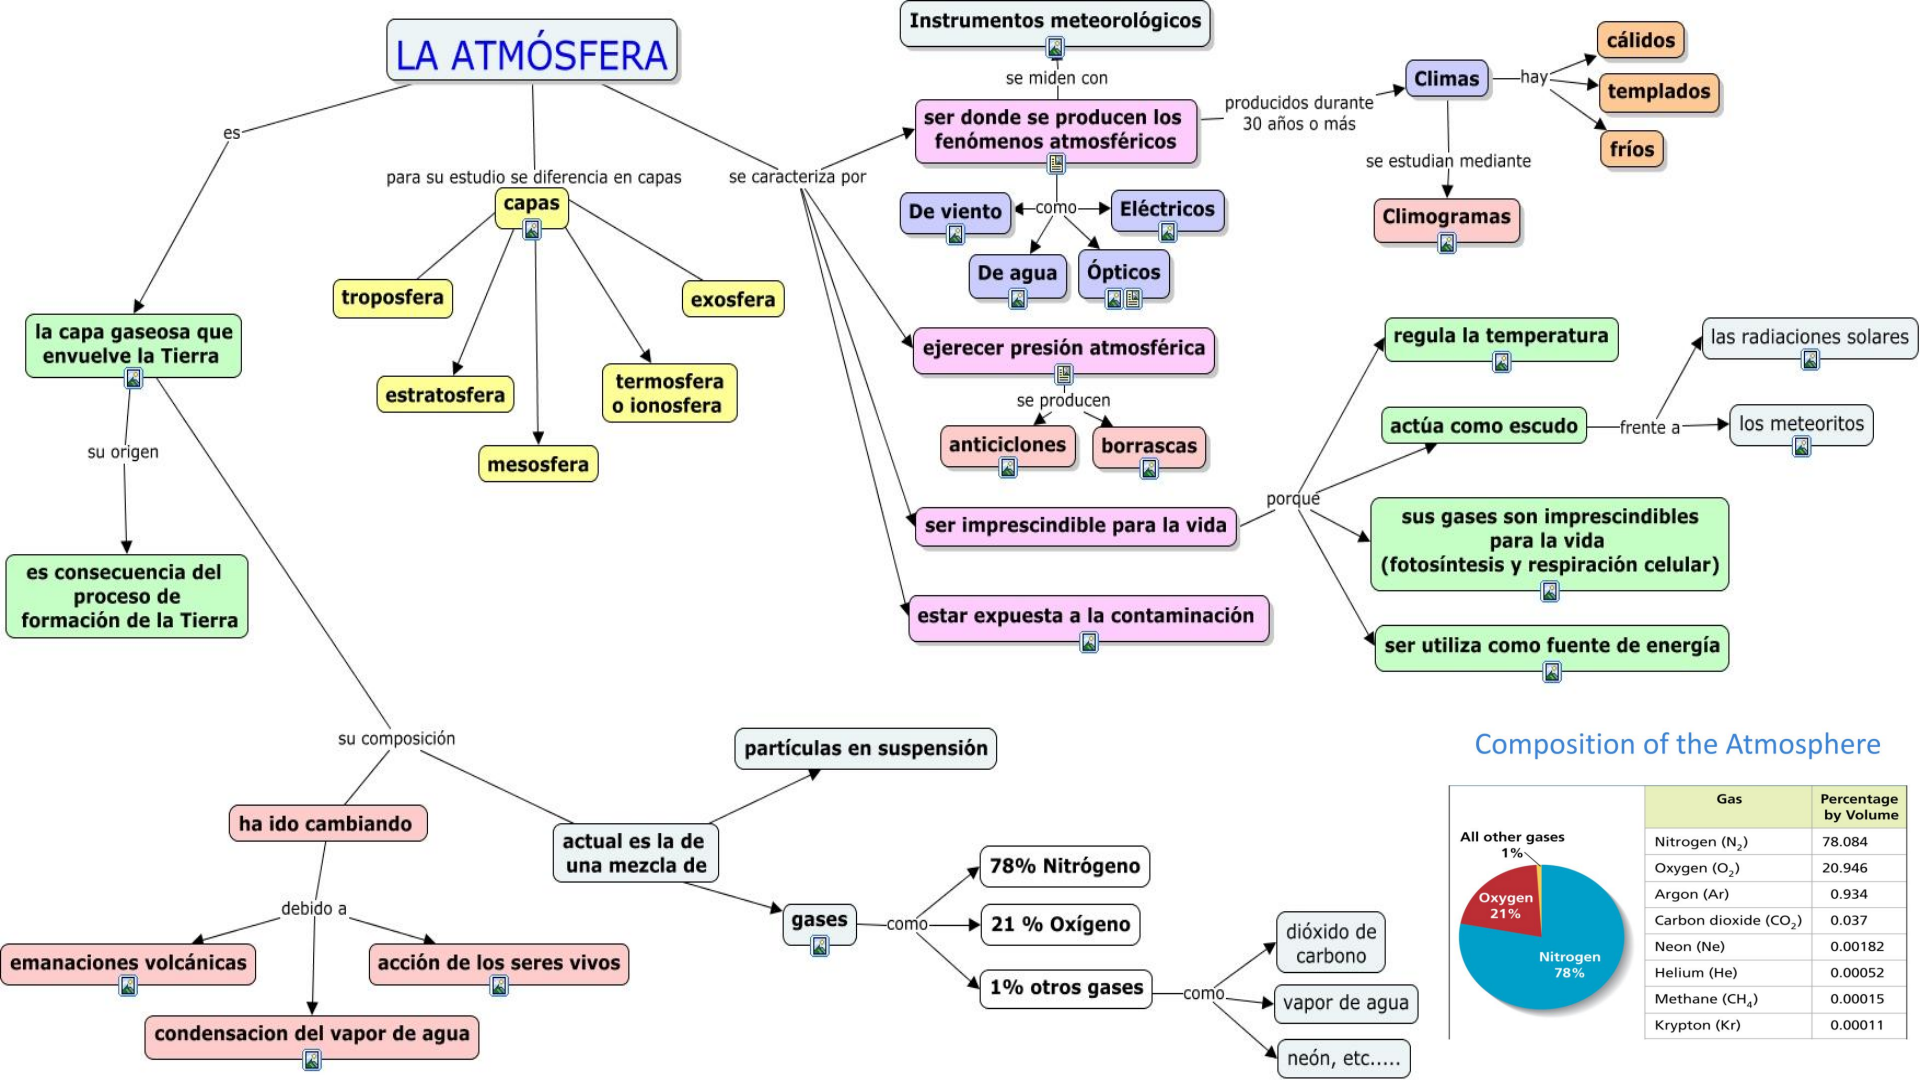 LA ATMÓSFERA
es
la capa gaseosa que
envuelve la Tierra
su origen
es consecuencia del
proceso de
formación de la Tierra
para su estudio se diferencia en capas
capas
troposfera
estratosfera
mesosfera
termosfera
o ionosfera
exosfera
se caracteriza por
Instrumentos meteorológicos
se miden con
ser donde se producen los
fenómenos atmosféricos
como
De viento
Eléctricos
De agua
Ópticos
producidos durante
30 años o más
Climas
hay
cálidos
templados
fríos
se estudian mediante
Climogramas
ejerecer presión atmosférica
se producen
anticiclones
borrascas
ser imprescindible para la vida
porqué
regula la temperatura
actúa como escudo
frente a
las radiaciones solares
los meteoritos
sus gases son imprescindibles
para la vida
(fotosíntesis y respiración celular)
ser utiliza como fuente de energía
estar expuesta a la contaminación
su composición
ha ido cambiando
debido a
emanaciones volcánicas
condensacion del vapor de agua
acción de los seres vivos
actual es la de
una mezcla de
partículas en suspensión
gases
como
78% Nitrógeno
21 % Oxígeno
1% otros gases
como
dióxido de
carbono
vapor de agua
neón, etc.....
Composition of the Atmosphere
All other gases
1%
Oxygen
21%
Nitrogen
78%
Gas Percentage
by Volume
Nitrogen (N₂) 78.084
Oxygen (O₂) 20.946
Argon (Ar) 0.934
Carbon dioxide (CO₂) 0.037
Neon (Ne) 0.00182
Helium (He) 0.00052
Methane (CH₄) 0.00015
Krypton (Kr) 0.00011